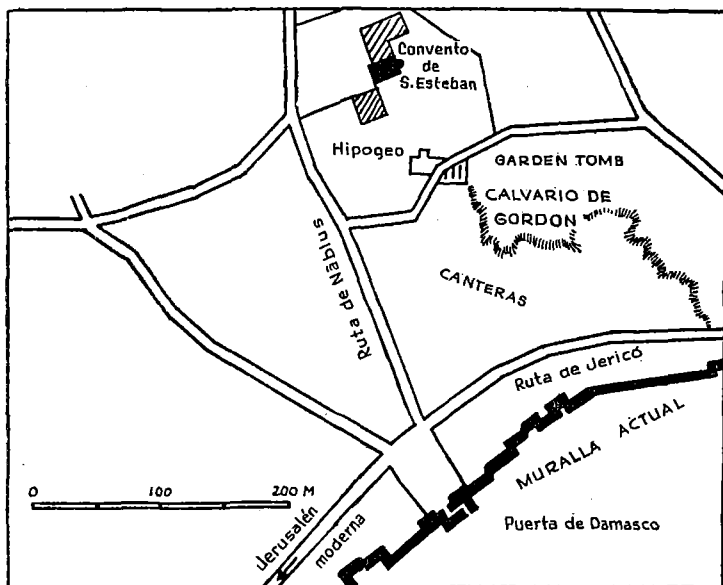 Convento
de
S. Esteban
Hipogeo
GARDEN TOMB
CALVARIO DE
GORDON
Ruta de Nāblus
CANTERAS
Ruta de Jericó
MURALLA ACTUAL
0 100 200 M
Jerusalén
moderna
Puerta de Damasco